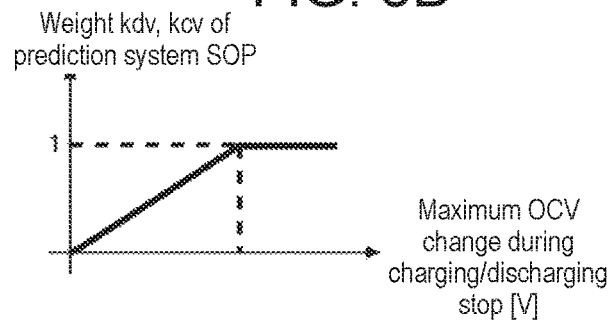 Weight kdv, kcv of
prediction system SOP
1
Maximum OCV
change during
charging/discharging
stop [V]